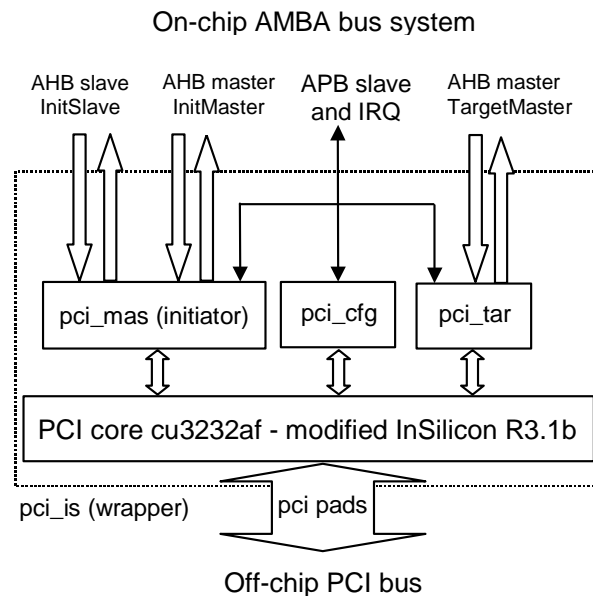 On-chip AMBA bus system
AHB slave
InitSlave
AHB master
InitMaster
APB slave
and IRQ
AHB master
TargetMaster
pci_mas (initiator)
pci_cfg
pci_tar
PCI core cu3232af - modified InSilicon R3.1b
pci_is (wrapper)
pci pads
Off-chip PCI bus